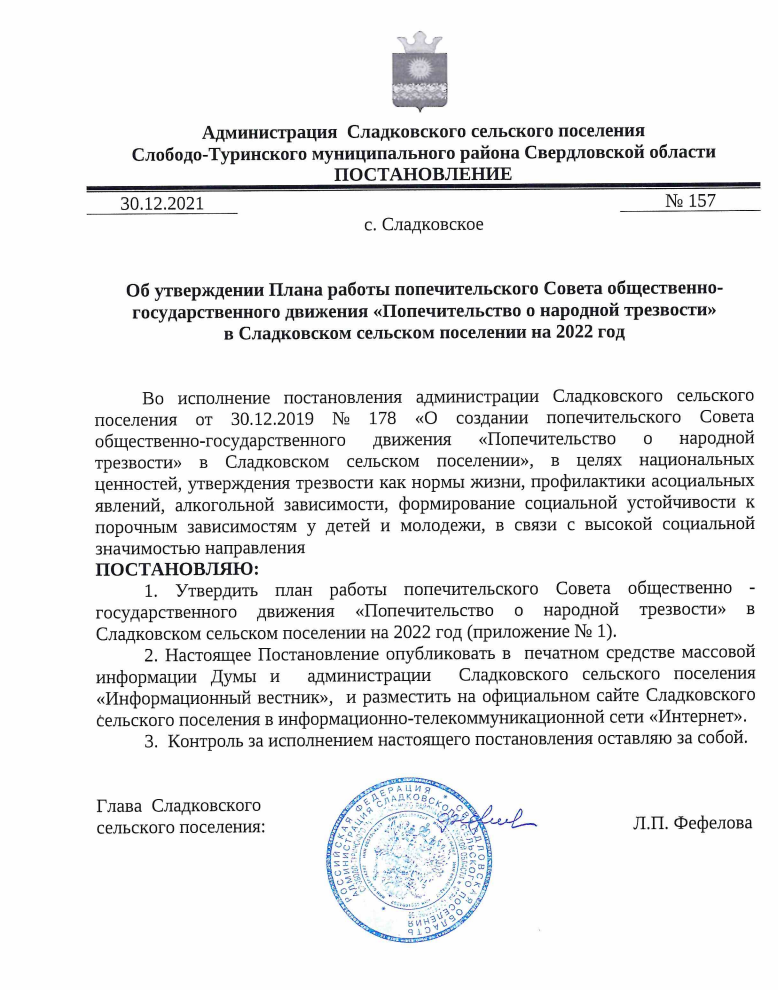 Администрация Сладковского сельского поселения
Слободо-Туринского муниципального района Свердловской области
ПОСТАНОВЛЕНИЕ
30.12.2021 № 157
с. Сладковское
Об утверждении Плана работы попечительского Совета общественно-
государственного движения «Попечительство о народной трезвости»
в Сладковском сельском поселении на 2022 год
Во исполнение постановления администрации Сладковского сельского
поселения от 30.12.2019 № 178 «О создании попечительского Совета
общественно-государственного движения «Попечительство о народной
трезвости» в Сладковском сельском поселении», в целях национальных
ценностей, утверждения трезвости как нормы жизни, профилактики асоциальных
явлений, алкогольной зависимости, формирование социальной устойчивости к
порочным зависимостям у детей и молодежи, в связи с высокой социальной
значимостью направления
ПОСТАНОВЛЯЮ:
1. Утвердить план работы попечительского Совета общественно -
государственного движения «Попечительство о народной трезвости» в
Сладковском сельском поселении на 2022 год (приложение № 1).
2. Настоящее Постановление опубликовать в печатном средстве массовой
информации Думы и администрации Сладковского сельского поселения
«Информационный вестник», и разместить на официальном сайте Сладковского
сельского поселения в информационно-телекоммуникационной сети «Интернет».
3. Контроль за исполнением настоящего постановления оставляю за собой.
Глава Сладковского
сельского поселения: Л.П. Фефелова
РОССИЙСКАЯ ФЕДЕРАЦИЯ * СВЕРДЛОВСКАЯ ОБЛАСТЬ
АДМИНИСТРАЦИЯ СЛАДКОВСКОГО СЕЛЬСКОГО ПОСЕЛЕНИЯ